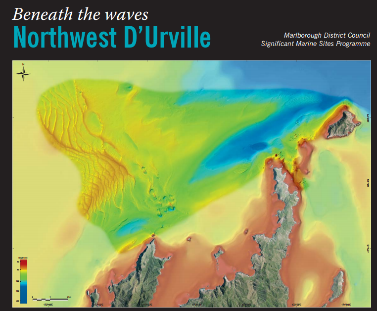 Beneath the waves
Northwest D'Urville
Marlborough District Council
Significant Marine Sites Programme